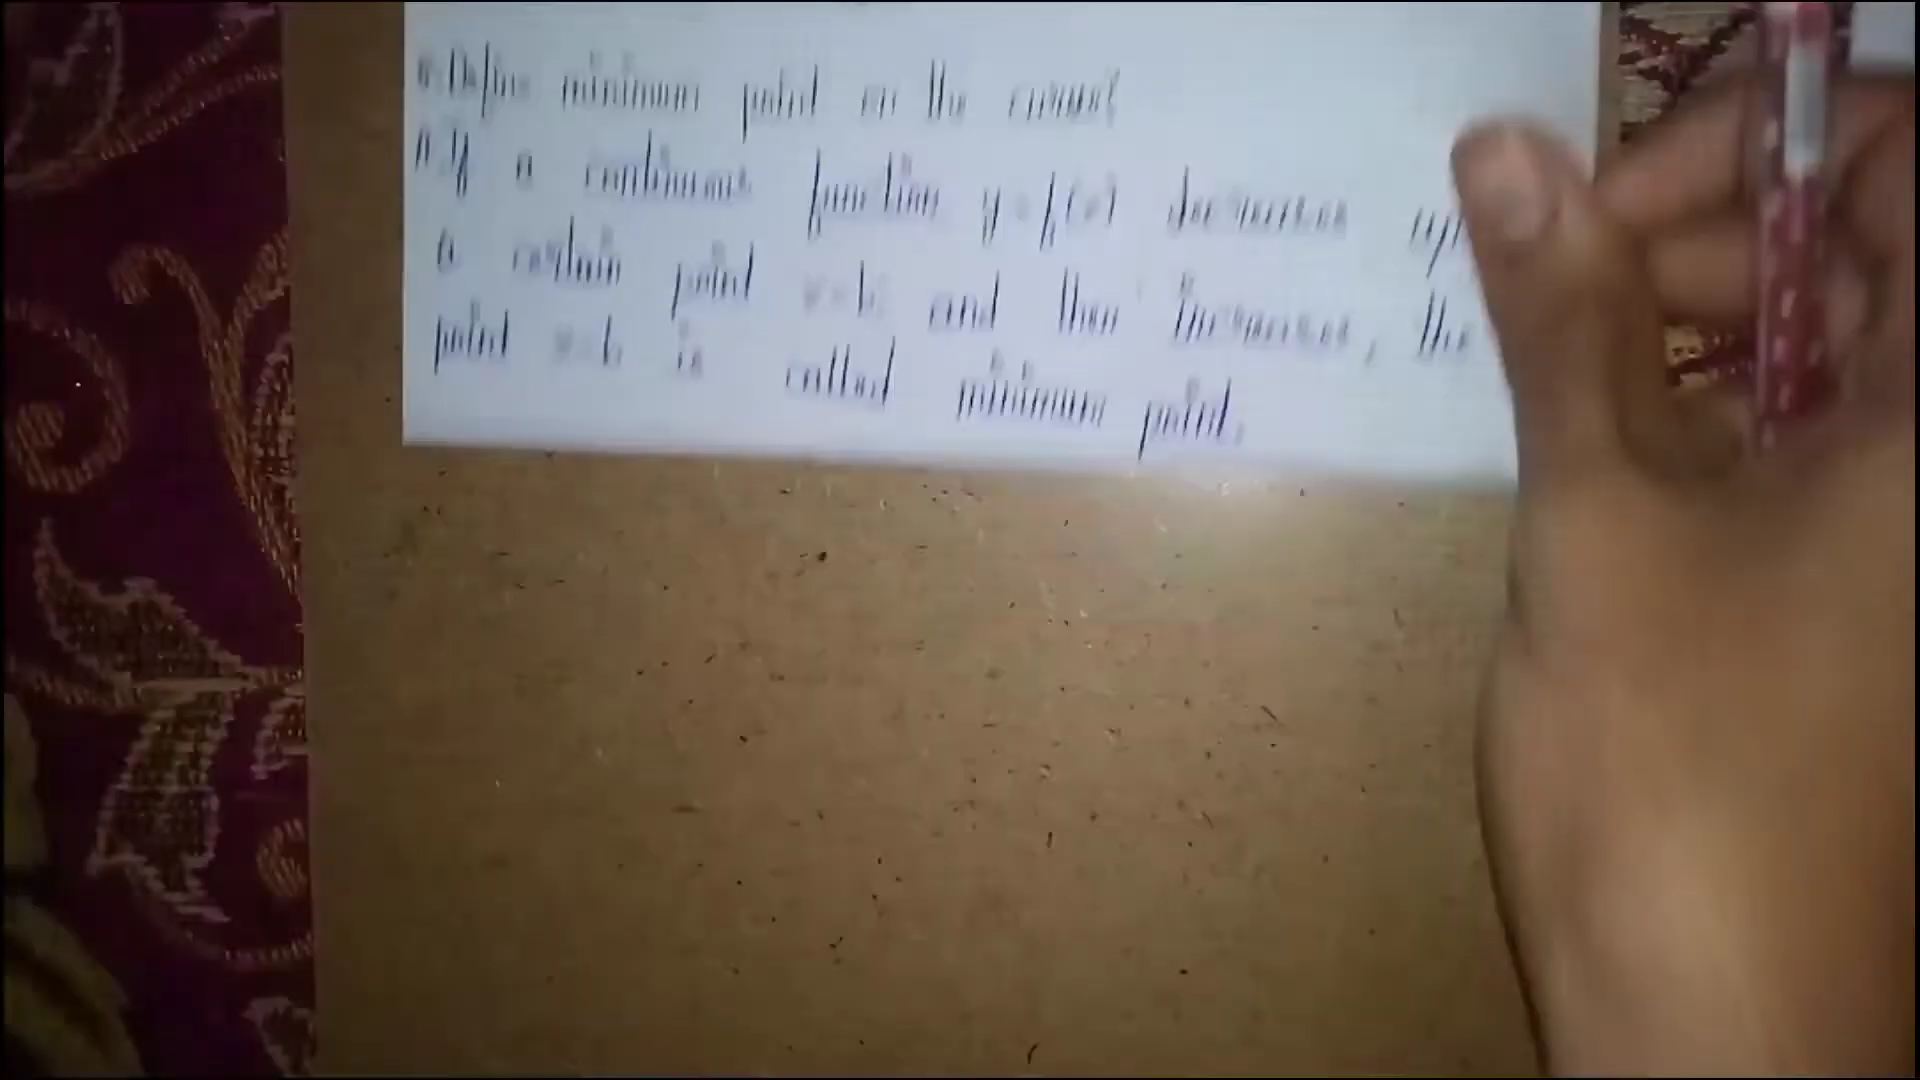 Define minimum point on the curve?
If a continuous function y=f(x) decreases
a certain point x=b and then increases, the
point x=b is called minimum point.